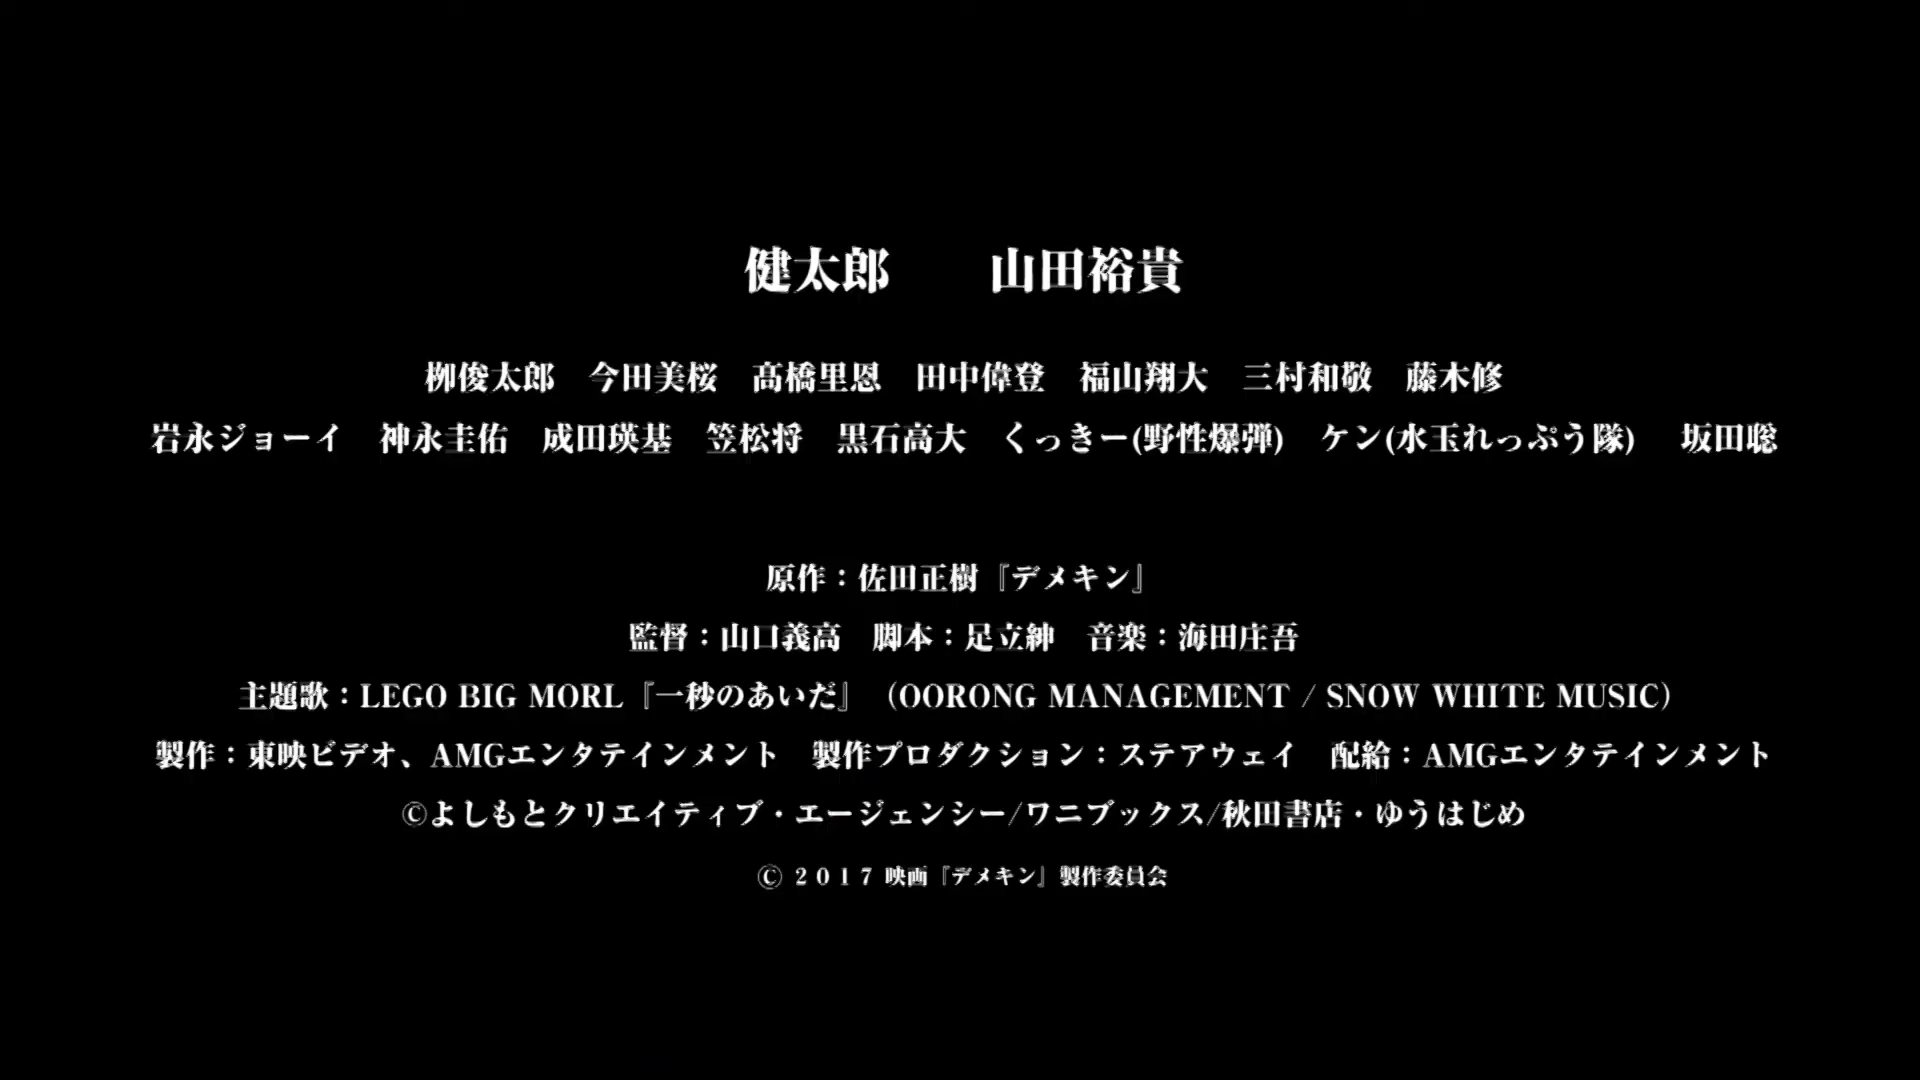 健太郎　　山田裕貴
栁俊太郎　今田美桜　髙橋里恩　田中偉登　福山翔大　三村和敬　藤木修
岩永ジョーイ　神永圭佑　成田瑛基　笠松将　黒石高大　くっきー(野性爆弾)　ケン(水玉れっぷう隊)　坂田聡
原作：佐田正樹『デメキン』
監督：山口義高　脚本：足立紳　音楽：海田庄吾
主題歌：LEGO BIG MORL『一秒のあいだ』（OORONG MANAGEMENT / SNOW WHITE MUSIC）
製作：東映ビデオ、AMGエンタテインメント　製作プロダクション：ステアウェイ　配給：AMGエンタテインメント
©よしもとクリエイティブ・エージェンシー/ワニブックス/秋田書店・ゆうはじめ
© ２０１７ 映画『デメキン』製作委員会